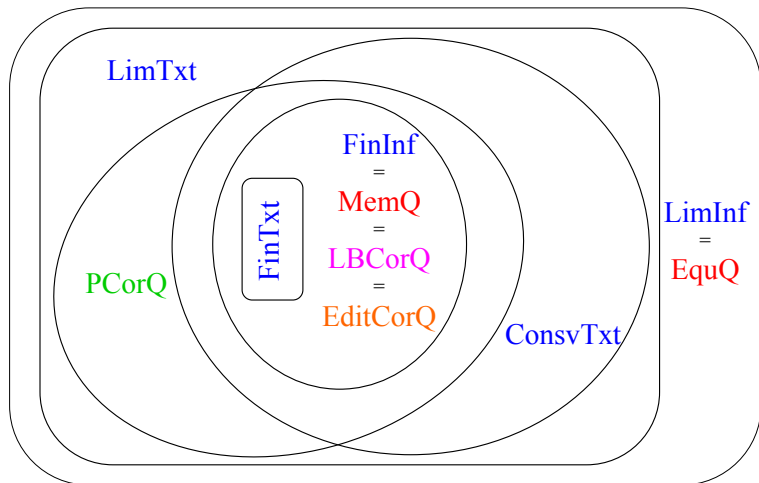 LimTxt
FinInf
=
MemQ
=
LBCorQ
=
EditCorQ
FinTxt
PCorQ
ConsvTxt
LimInf
=
EquQ